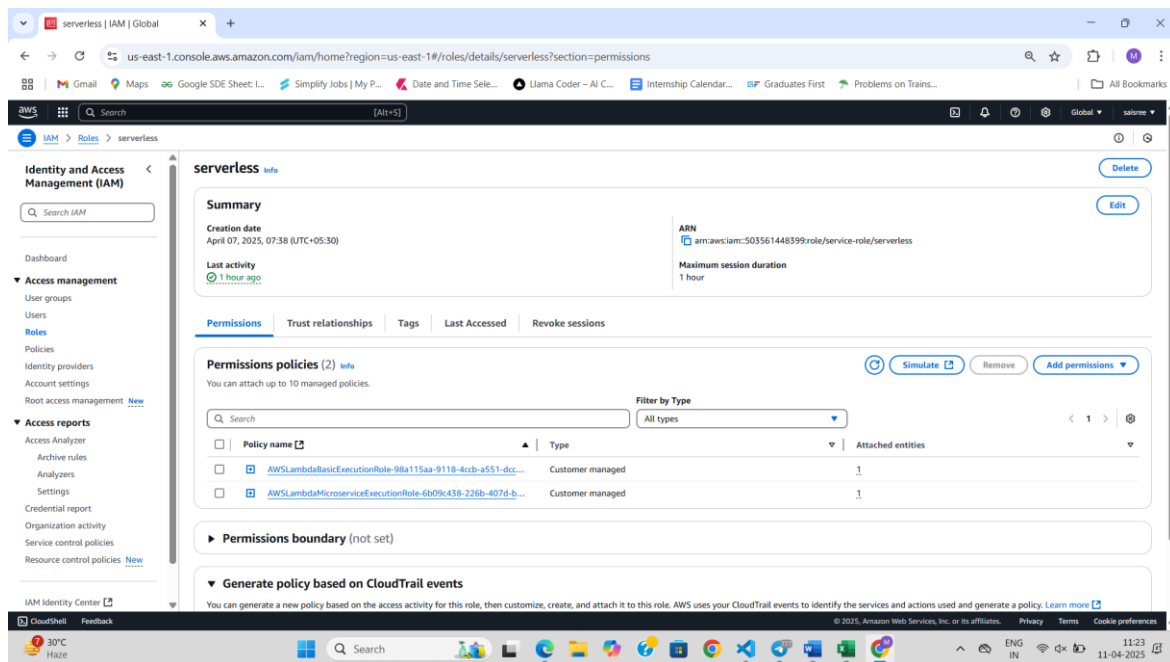 serverless | IAM | Global
us-east-1.console.aws.amazon.com/iam/home?region=us-east-1#/roles/details/serverless?section=permissions
M
Gmail Maps Google SDE Sheet: I... Simplify Jobs | My P... Date and Time Sele... Llama Coder – AI C... Internship Calendar... Graduates First Problems on Trains... All Bookmarks
aws Search [Alt+S] Global saisree
IAM > Roles > serverless
Identity and Access Management (IAM)
Search IAM
Dashboard
Access management
User groups
Users
Roles
Policies
Identity providers
Account settings
Root access management New
Access reports
Access Analyzer
Archive rules
Analyzers
Settings
Credential report
Organization activity
Service control policies
Resource control policies New
IAM Identity Center
serverless Info
Delete
Summary
Edit
Creation date
April 07, 2025, 07:38 (UTC+05:30)
ARN
arn:aws:iam::503561448399:role/service-role/serverless
Last activity
1 hour ago
Maximum session duration
1 hour
Permissions Trust relationships Tags Last Accessed Revoke sessions
Permissions policies (2) Info
Simulate Remove Add permissions
You can attach up to 10 managed policies.
Filter by Type
Search All types 1
Policy name Type Attached entities
AWSLambdaBasicExecutionRole-98a115aa-9118-4ccb-a551-dcc... Customer managed 1
AWSLambdaMicroserviceExecutionRole-6b09c438-226b-407d-b... Customer managed 1
Permissions boundary (not set)
Generate policy based on CloudTrail events
You can generate a new policy based on the access activity for this role, then customize, create, and attach it to this role. AWS uses your CloudTrail events to identify the services and actions used and generate a policy. Learn more
CloudShell Feedback © 2025, Amazon Web Services, Inc. or its affiliates. Privacy Terms Cookie preferences
30°C
Haze
Search
ENG
IN
11:23
11-04-2025